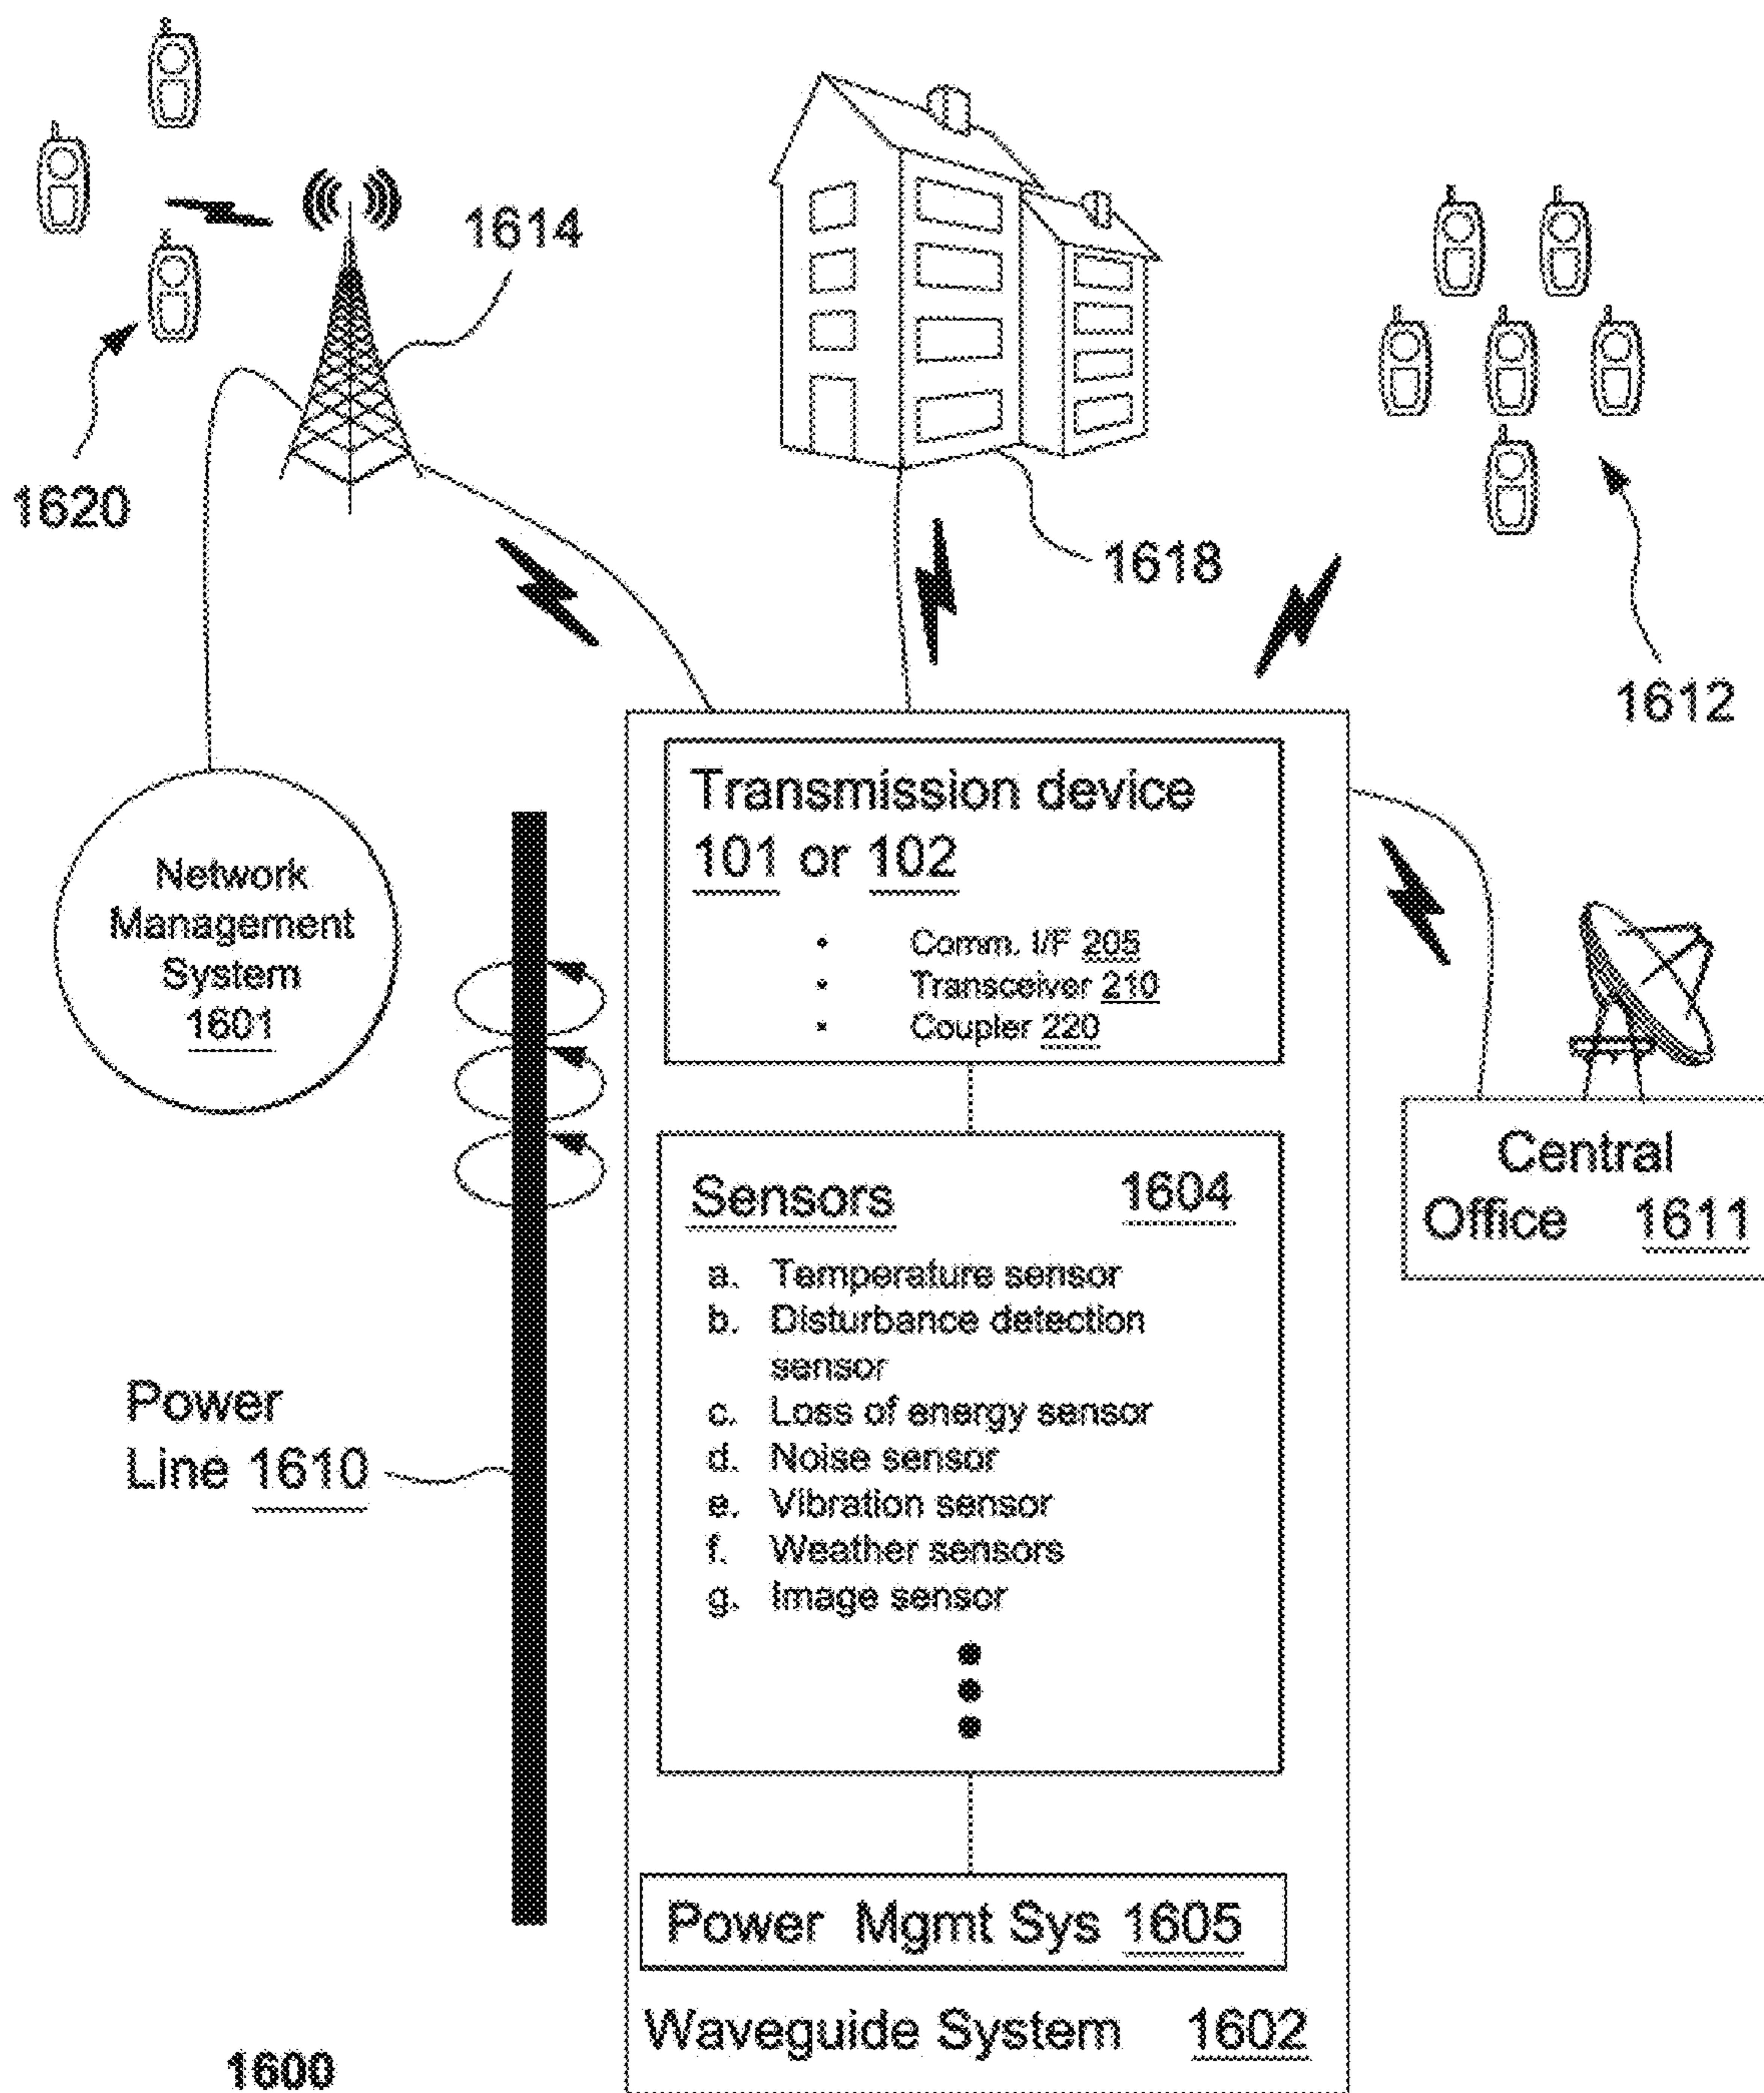 1614
1620
1618
1612
Transmission device
101 or 102
• Comm. I/F 205
• Transceiver 210
• Coupler 220
Network
Management
System
1601
Sensors 1604
a. Temperature sensor
b. Disturbance detection
sensor
c. Loss of energy sensor
d. Noise sensor
e. Vibration sensor
f. Weather sensors
g. Image sensor
Central
Office 1611
Power
Line 1610
Power Mgmt Sys 1605
Waveguide System 1602
1600